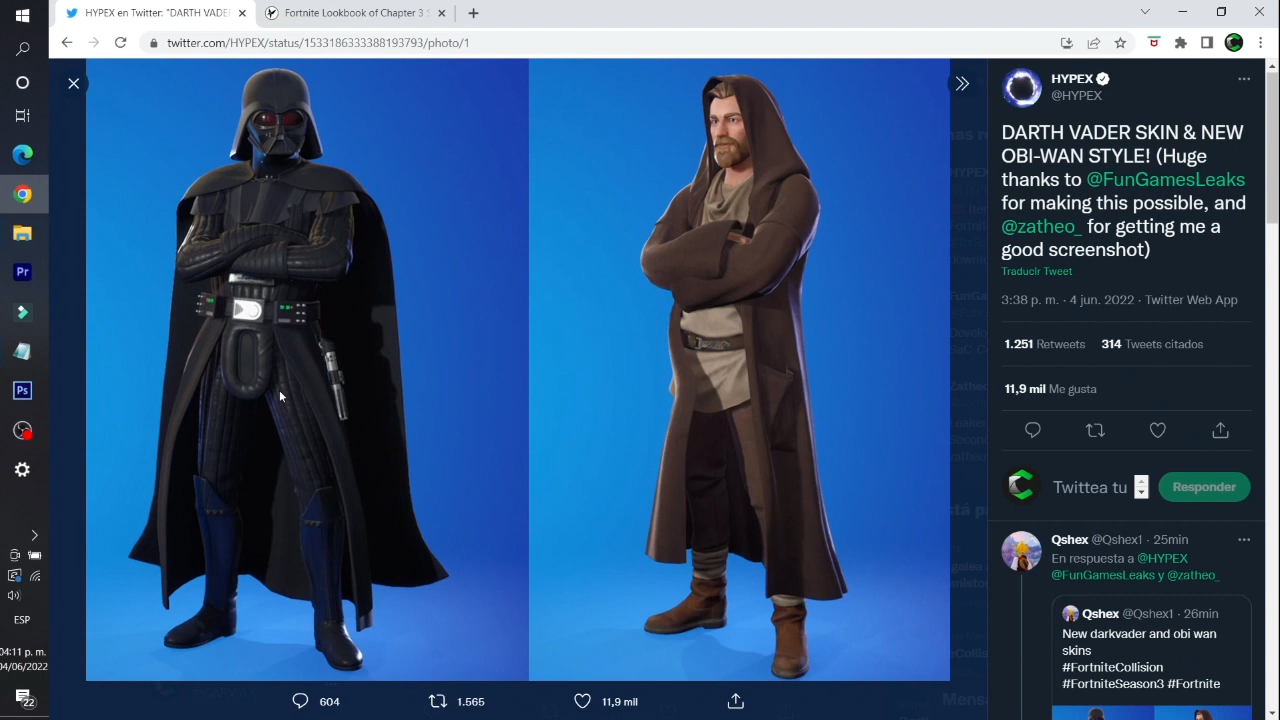 HYPEX en Twitter: "DARTH VADER
Fortnite Lookbook of Chapter 3 S
twitter.com/HYPEX/status/1533186333388193793/photo/1
HYPEX
@HYPEX
DARTH VADER SKIN & NEW
OBI-WAN STYLE! (Huge
thanks to @FunGamesLeaks
for making this possible, and
@zatheo_ for getting me a
good screenshot)
Traducir Tweet
3:38 p. m. · 4 jun. 2022 · Twitter Web App
1.251 Retweets 314 Tweets citados
11,9 mil Me gusta
Twittea tu
Responder
Qshex @Qshex1 · 25min
En respuesta a @HYPEX
@FunGamesLeaks y @zatheo_
Qshex @Qshex1 · 26min
New darkvader and obi wan
skins
#FortniteCollision
#FortniteSeason3 #Fortnite
604
1.565
11,9 mil
Pr
Ps
ESP
04:11 p. m.
04/06/2022
22